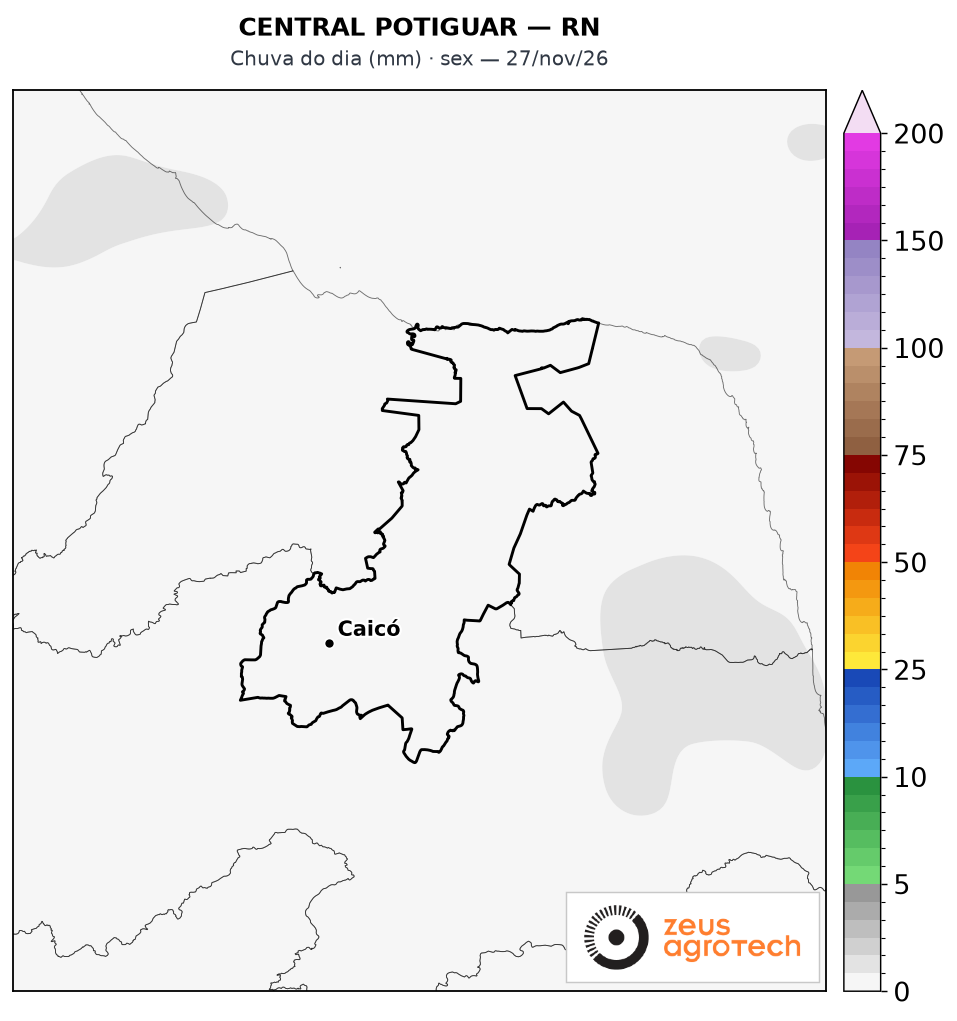 CENTRAL POTIGUAR — RN
Chuva do dia (mm) · sex — 27/nov/26
200
150
100
75
50
25
10
5
0
Caicó
zeus
agrotech